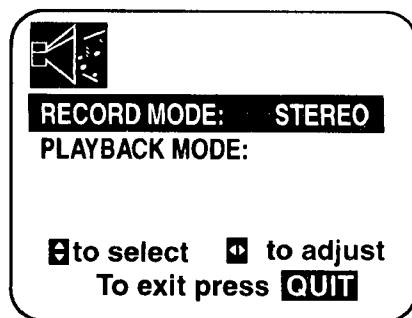 RECORD MODE: STEREO
PLAYBACK MODE:
to select to adjust
To exit press QUIT